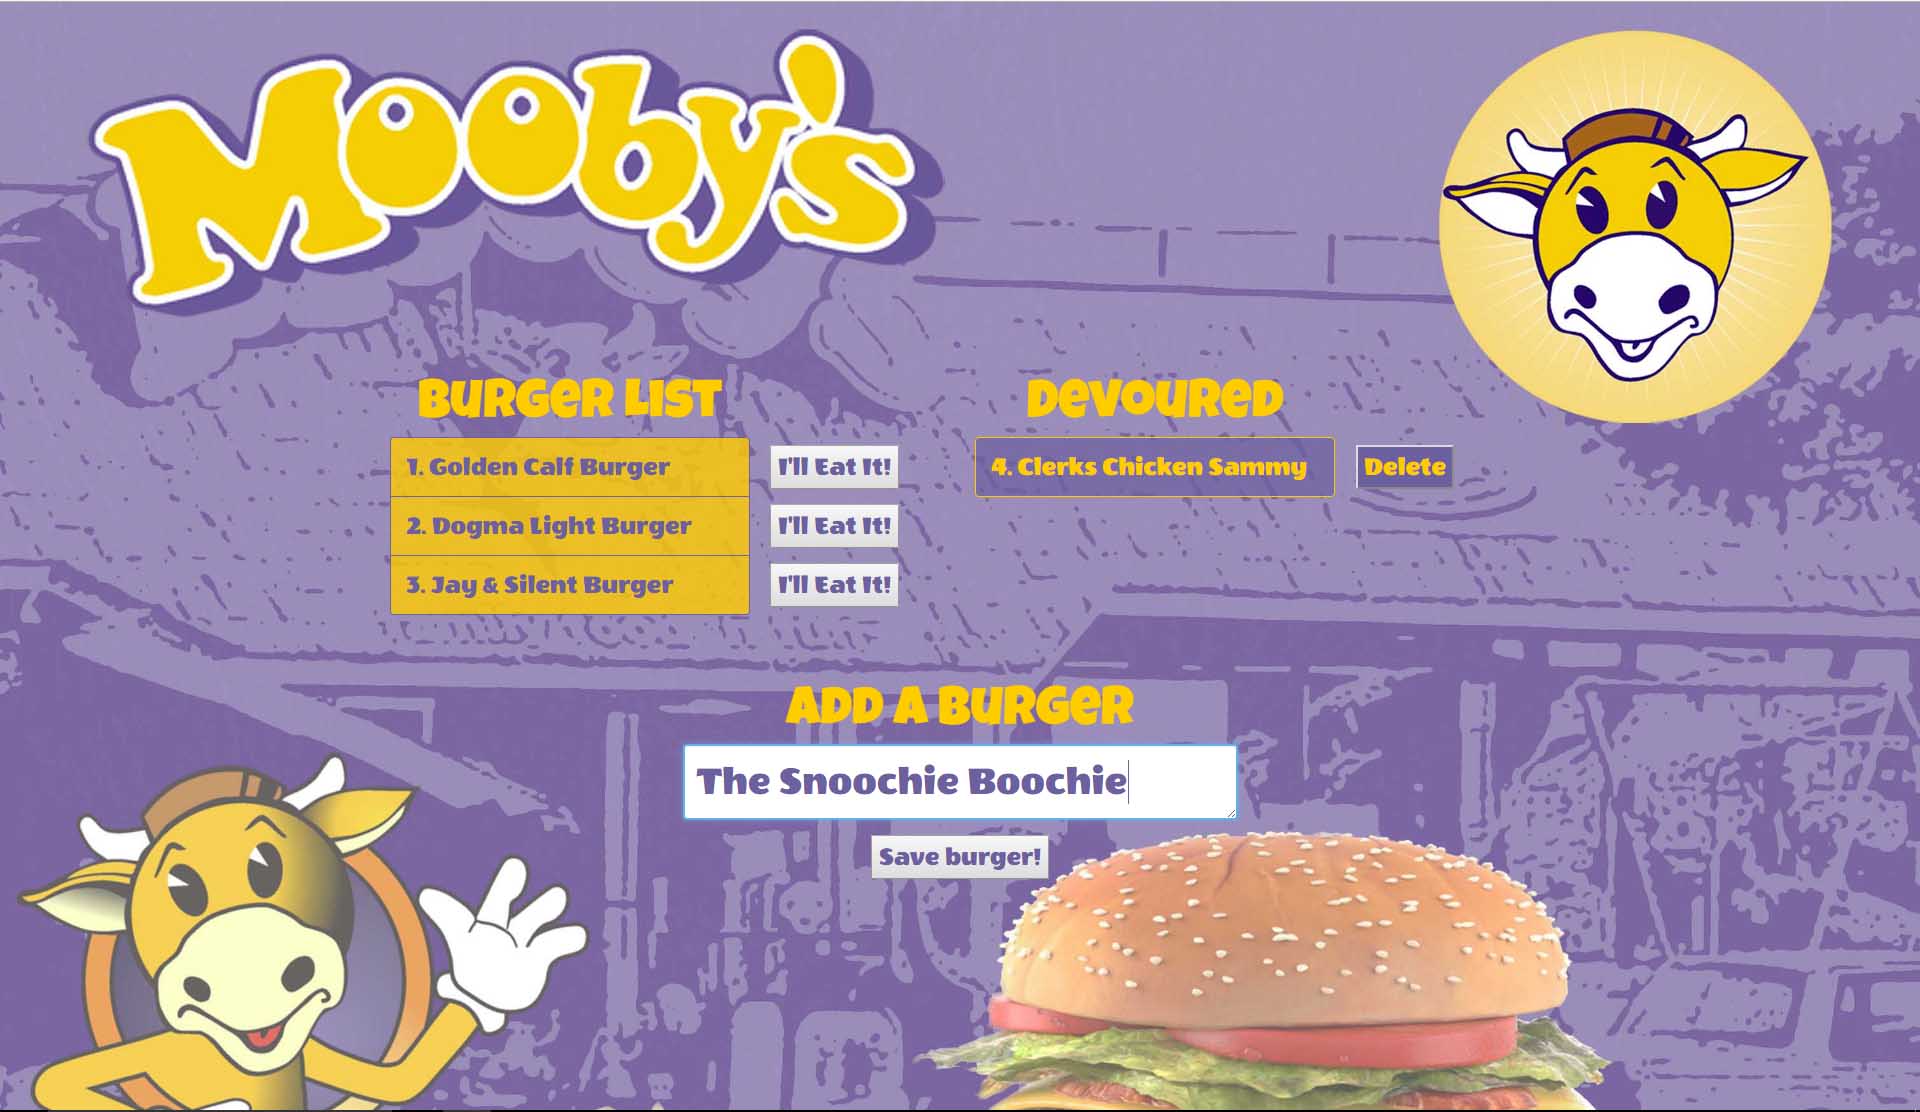 Mooby's
BURGER LIST
1. Golden Calf Burger
I'll Eat It!
2. Dogma Light Burger
I'll Eat It!
3. Jay & Silent Burger
I'll Eat It!
DEVOURED
4. Clerks Chicken Sammy
Delete
ADD A BURGER
The Snoochie Boochie
Save burger!